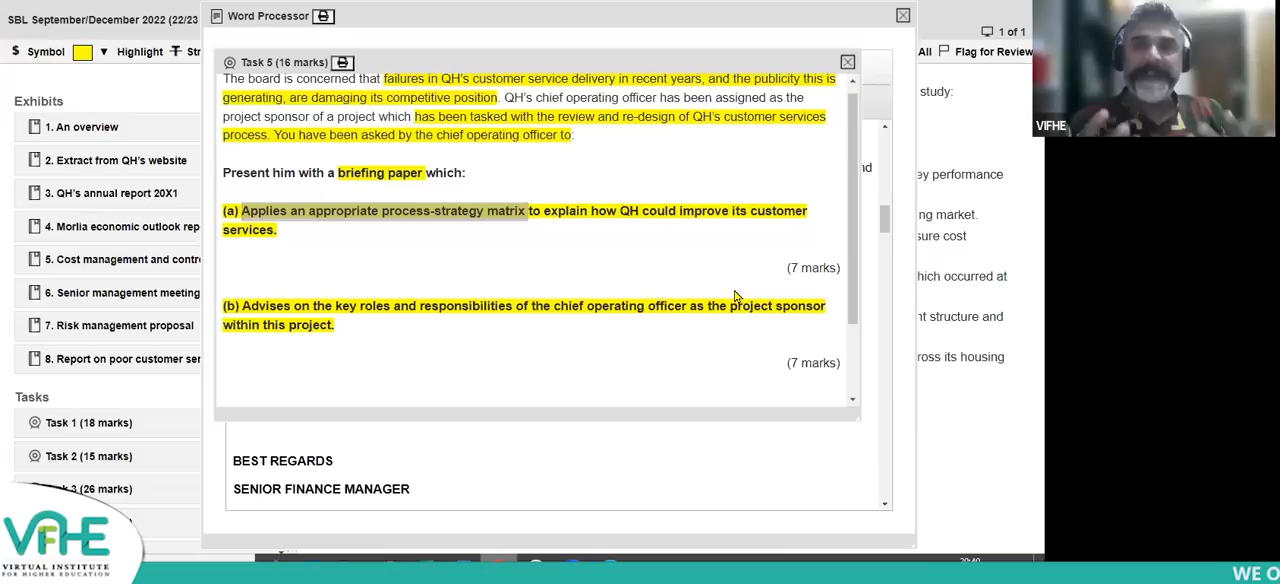 SBL September/December 2022 (22/23
Word Processor
1 of 1
$ Symbol
Highlight
T Str
All
Flag for Review
Task 5 (16 marks)
The board is concerned that failures in QH's customer service delivery in recent years, and the publicity this is
generating, are damaging its competitive position. QH's chief operating officer has been assigned as the
project sponsor of a project which has been tasked with the review and re-design of QH's customer services
process. You have been asked by the chief operating officer to:
Present him with a briefing paper which:
(a) Applies an appropriate process-strategy matrix to explain how QH could improve its customer
services.
(7 marks)
(b) Advises on the key roles and responsibilities of the chief operating officer as the project sponsor
within this project.
(7 marks)
Exhibits
1. An overview
2. Extract from QH's website
3. QH's annual report 20X1
4. Morlia economic outlook rep
5. Cost management and contr
6. Senior management meeting
7. Risk management proposal
8. Report on poor customer ser
Tasks
Task 1 (18 marks)
Task 2 (15 marks)
3 (26 marks)
BEST REGARDS
SENIOR FINANCE MANAGER
study:
nd
ey performance
ng market.
sure cost
hich occurred at
nt structure and
ross its housing
VIFHE
VIFHE
VIRTUAL INSTITUTE
FOR HIGHER EDUCATION
WE O